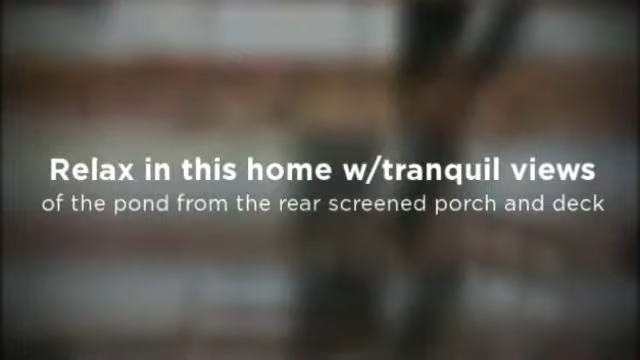 Relax in this home w/tranquil views
of the pond from the rear screened porch and deck